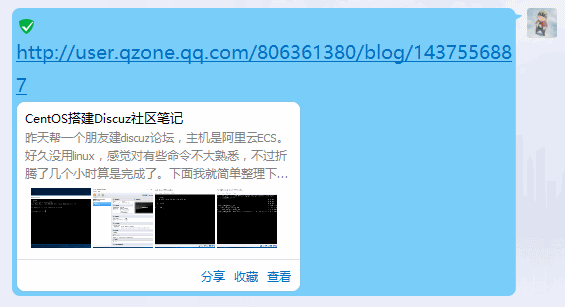 http://user.qzone.qq.com/806361380/blog/143755688
7
CentOS搭建Discuz社区笔记
昨天帮一个朋友建discuz论坛，主机是阿里云ECS。
好久没用linux，感觉对有些命令不大熟悉，不过折
腾了几个小时算是完成了。下面我就简单整理下...
分享 收藏 查看